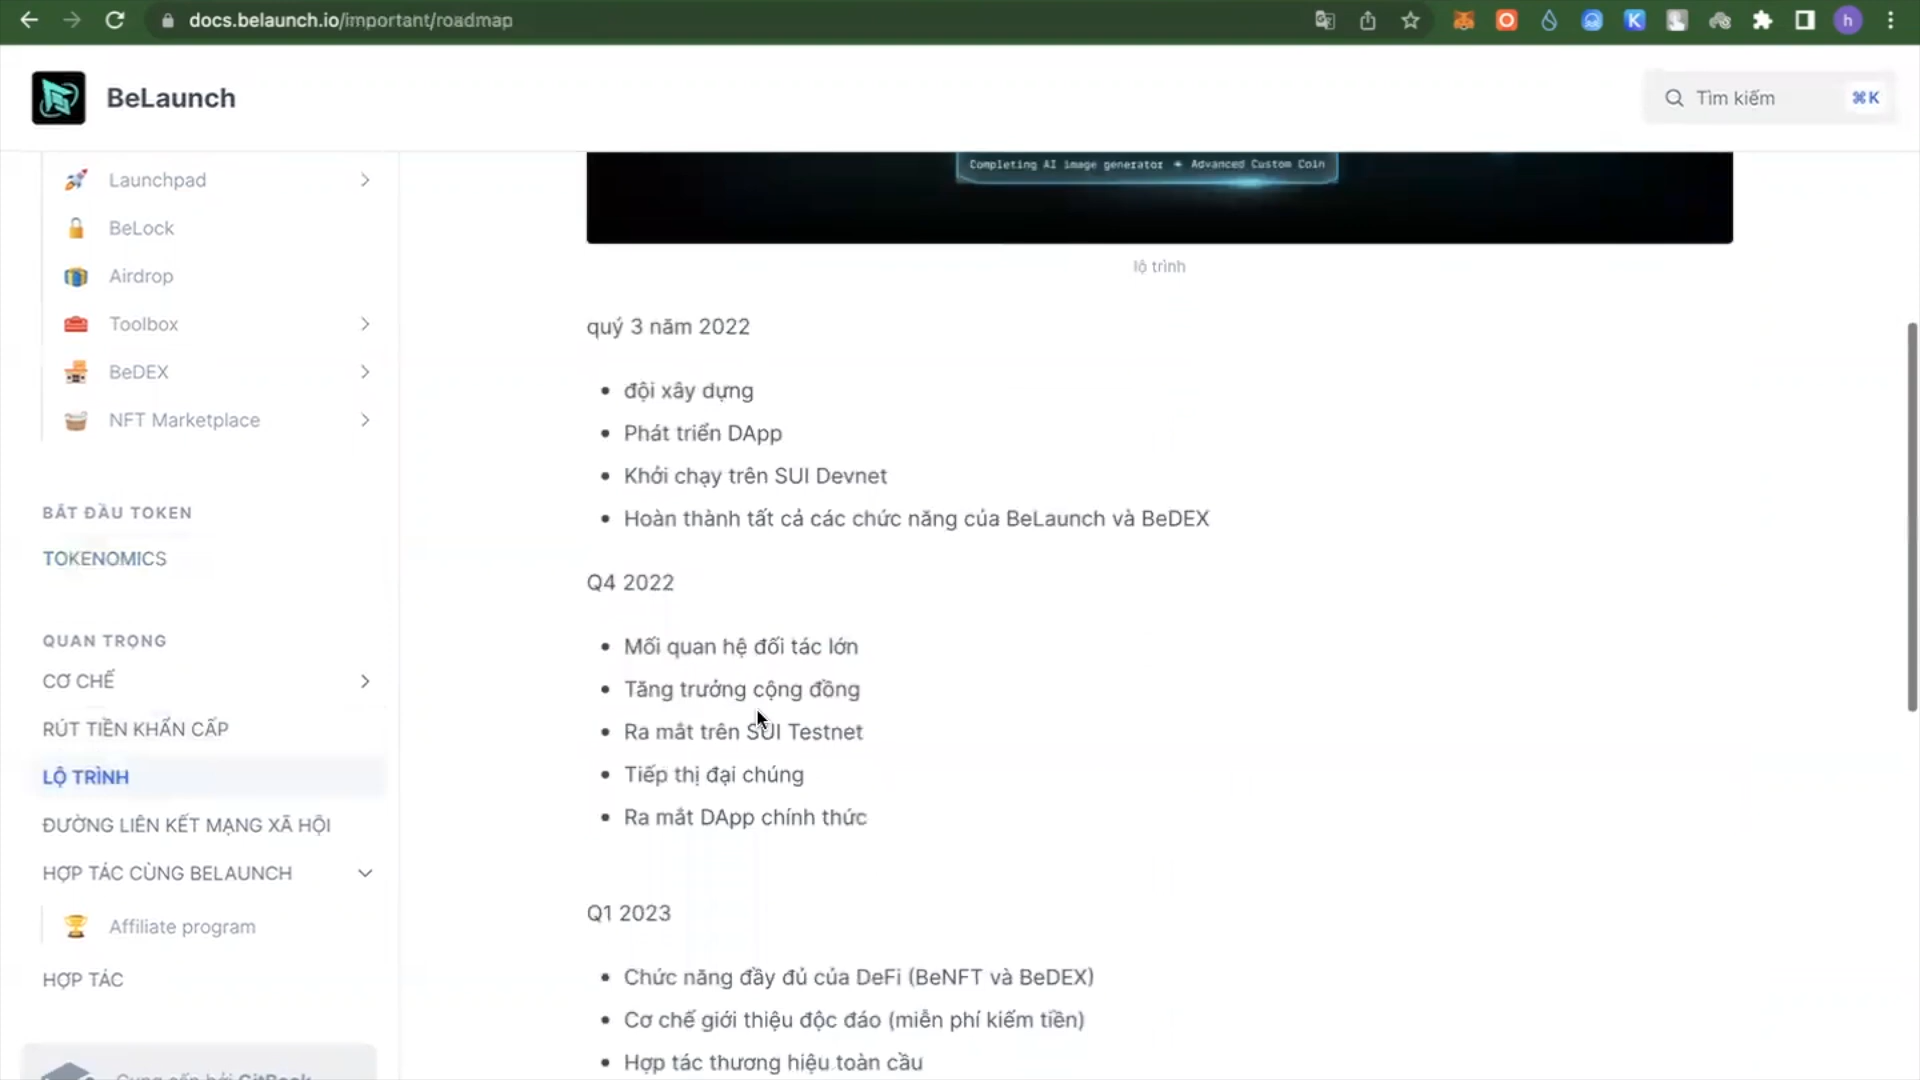 docs.belaunch.io/important/roadmap
h
BeLaunch
Tìm kiếm
⌘K
Launchpad
BeLock
Airdrop
Toolbox
BeDEX
NFT Marketplace
BẮT ĐẦU TOKEN
TOKENOMICS
QUAN TRỌNG
CƠ CHẾ
RÚT TIỀN KHẨN CẤP
LỘ TRÌNH
ĐƯỜNG LIÊN KẾT MẠNG XÃ HỘI
HỢP TÁC CÙNG BELAUNCH
Affiliate program
HỢP TÁC
Cung cấp bởi GitBook
Completing AI image generator + Advanced Custom Coin
lộ trình
quý 3 năm 2022
• đội xây dựng
• Phát triển DApp
• Khởi chạy trên SUI Devnet
• Hoàn thành tất cả các chức năng của BeLaunch và BeDEX
Q4 2022
• Mối quan hệ đối tác lớn
• Tăng trưởng cộng đồng
• Ra mắt trên SUI Testnet
• Tiếp thị đại chúng
• Ra mắt DApp chính thức
Q1 2023
• Chức năng đầy đủ của DeFi (BeNFT và BeDEX)
• Cơ chế giới thiệu độc đáo (miễn phí kiếm tiền)
• Hợp tác thương hiệu toàn cầu